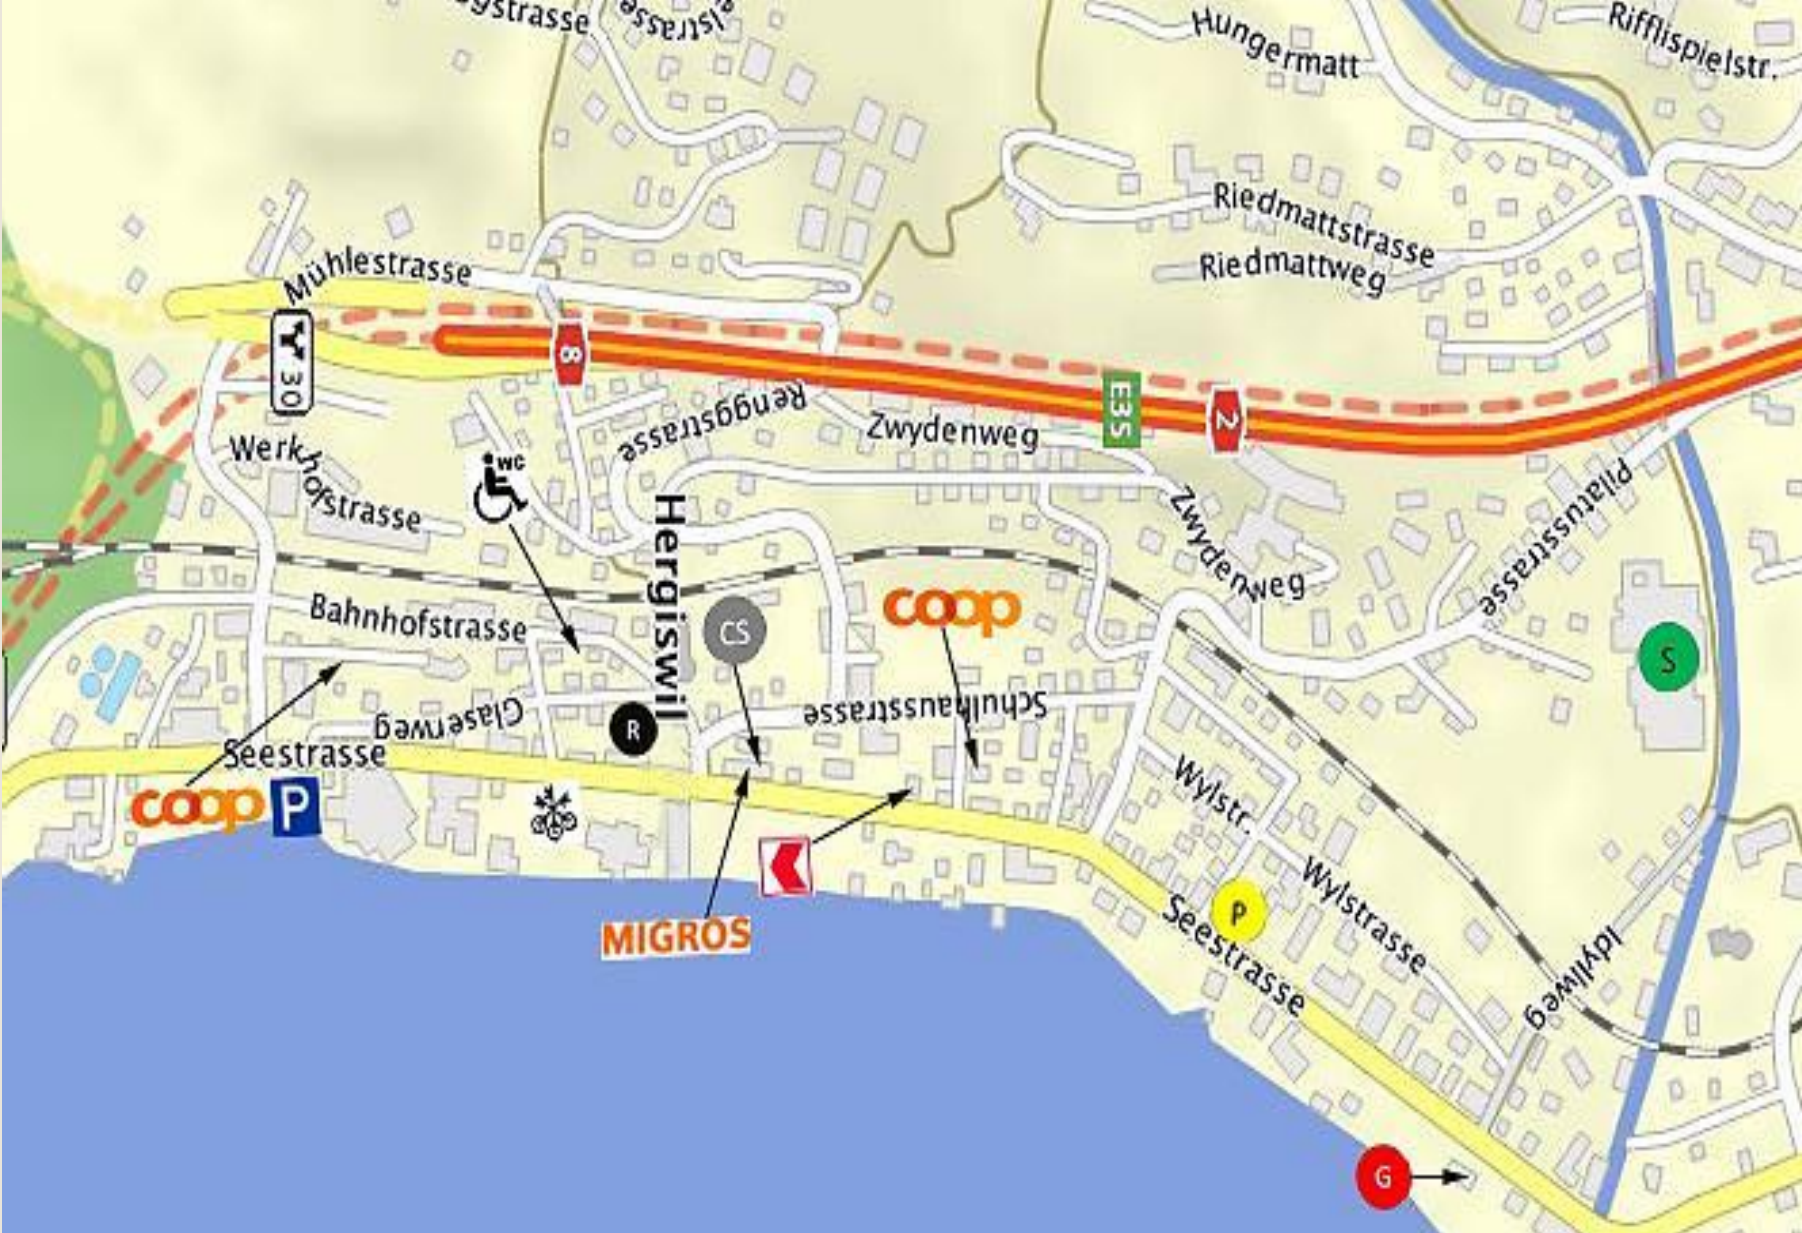 Hungermatt
Rifflispielstr.
Riedmattstrasse
Riedmattweg
Mühlestrasse
30
8
E35
2
Renggstrasse
Zwydenweg
Werkhofstrasse
WC
Hergiswil
Zwydenweg
Pilatusstrasse
Bahnhofstrasse
CS
coop
S
Glaserweg
R
Schulhausstrasse
Seestrasse
coop
P
Wylstr.
MIGROS
Wylstrasse
P
Seestrasse
Idyllweg
G